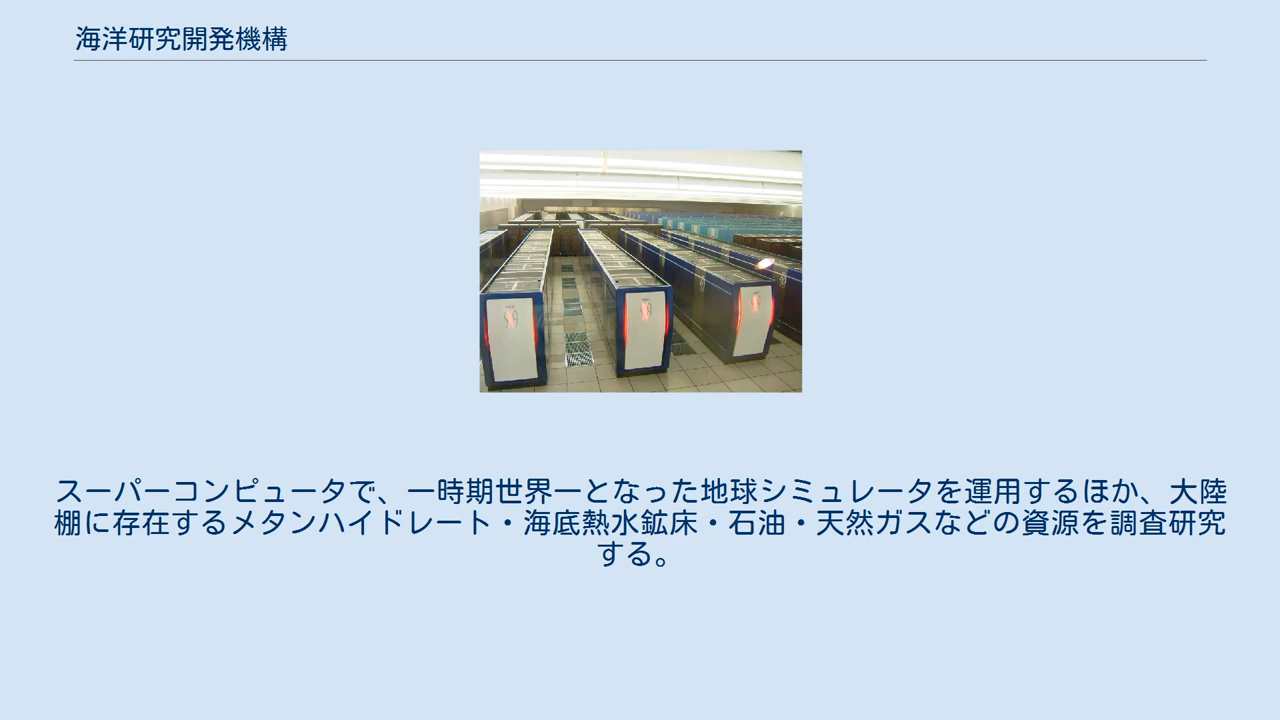 海洋研究開発機構
スーパーコンピュータで、一時期世界一となった地球シミュレータを運用するほか、大陸
棚に存在するメタンハイドレート・海底熱水鉱床・石油・天然ガスなどの資源を調査研究
する。